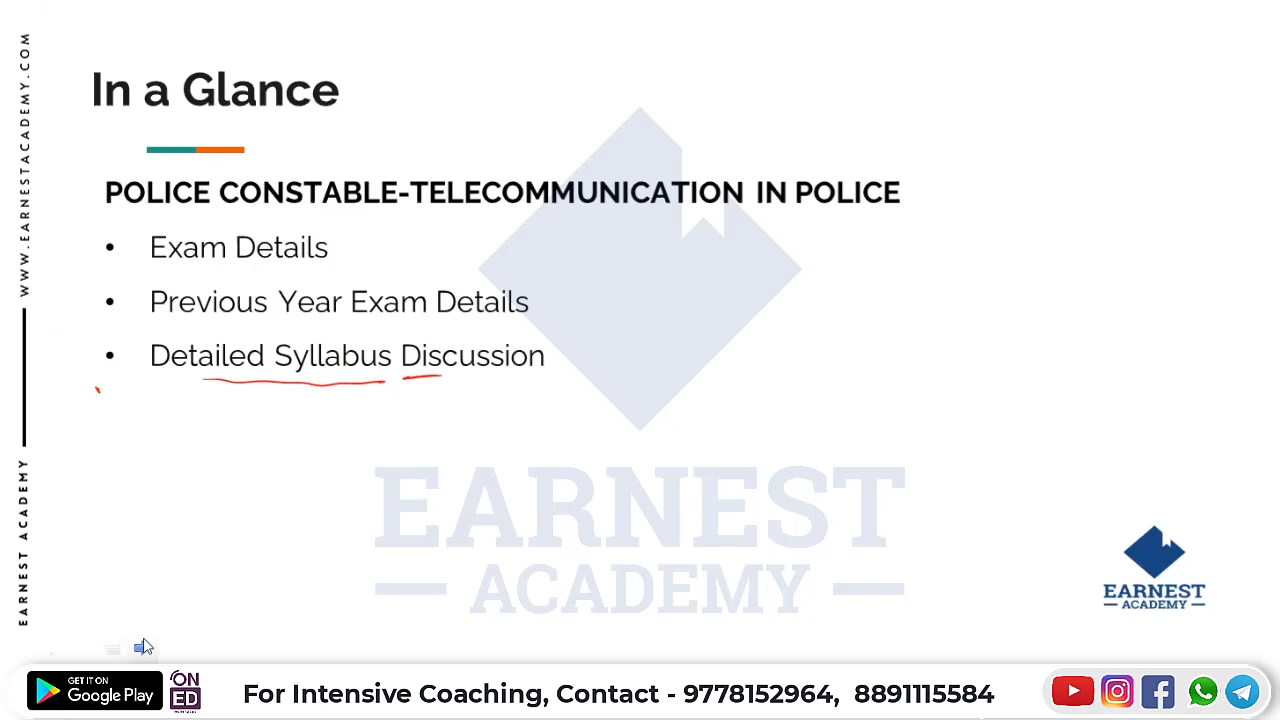 WWW.EARNESTACADEMY.COM
EARNEST ACADEMY
In a Glance
POLICE CONSTABLE-TELECOMMUNICATION IN POLICE
• Exam Details
• Previous Year Exam Details
• Detailed Syllabus Discussion
EARNEST
ACADEMY
EARNEST
ACADEMY
GET IT ON
Google Play
ON
ED
For Intensive Coaching, Contact - 9778152964, 8891115584